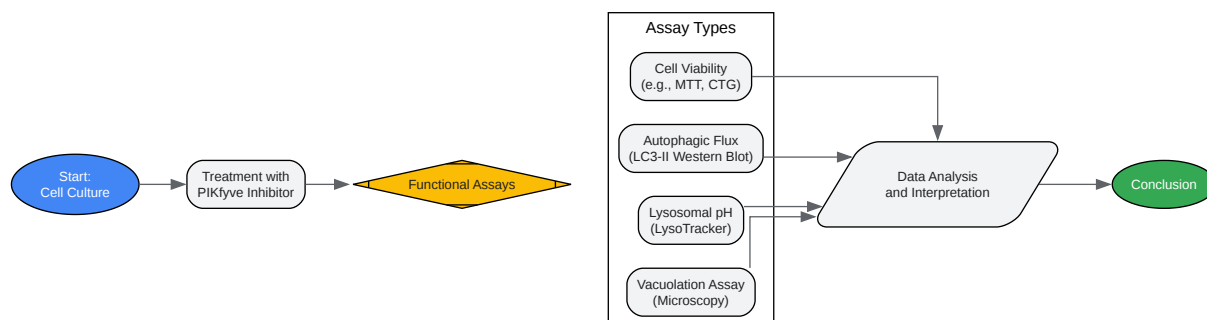 Start:
Cell Culture
Treatment with
PIKfyve Inhibitor
Functional Assays
Assay Types
Cell Viability
(e.g., MTT, CTG)
Autophagic Flux
(LC3-II Western Blot)
Lysosomal pH
(LysoTracker)
Vacuolation Assay
(Microscopy)
Data Analysis
and Interpretation
Conclusion